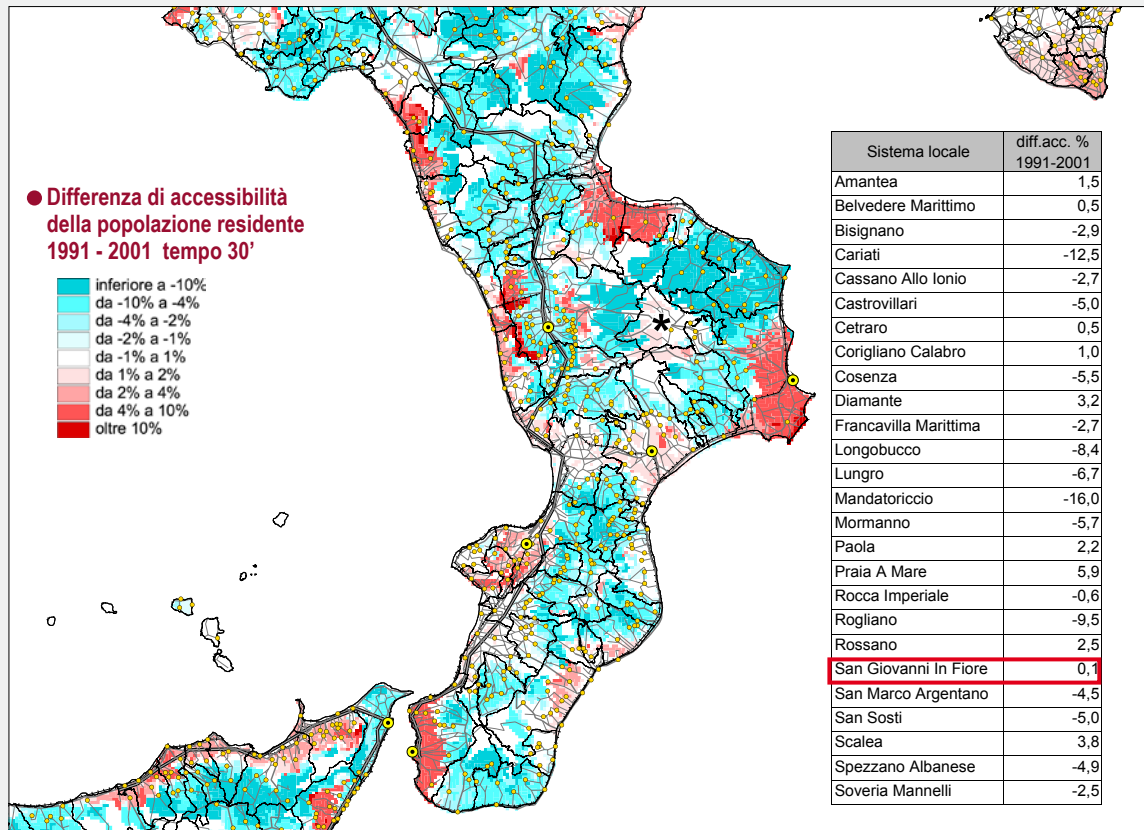 Differenza di accessibilità
della popolazione residente
1991 - 2001 tempo 30'
inferiore a -10%
da -10% a -4%
da -4% a -2%
da -2% a -1%
da -1% a 1%
da 1% a 2%
da 2% a 4%
da 4% a 10%
oltre 10%
*
Sistema locale diff.acc. % 1991-2001
Amantea 1,5
Belvedere Marittimo 0,5
Bisignano -2,9
Cariati -12,5
Cassano Allo Ionio -2,7
Castrovillari -5,0
Cetraro 0,5
Corigliano Calabro 1,0
Cosenza -5,5
Diamante 3,2
Francavilla Marittima -2,7
Longobucco -8,4
Lungro -6,7
Mandatoriccio -16,0
Mormanno -5,7
Paola 2,2
Praia A Mare 5,9
Rocca Imperiale -0,6
Rogliano -9,5
Rossano 2,5
San Giovanni In Fiore 0,1
San Marco Argentano -4,5
San Sosti -5,0
Scalea 3,8
Spezzano Albanese -4,9
Soveria Mannelli -2,5